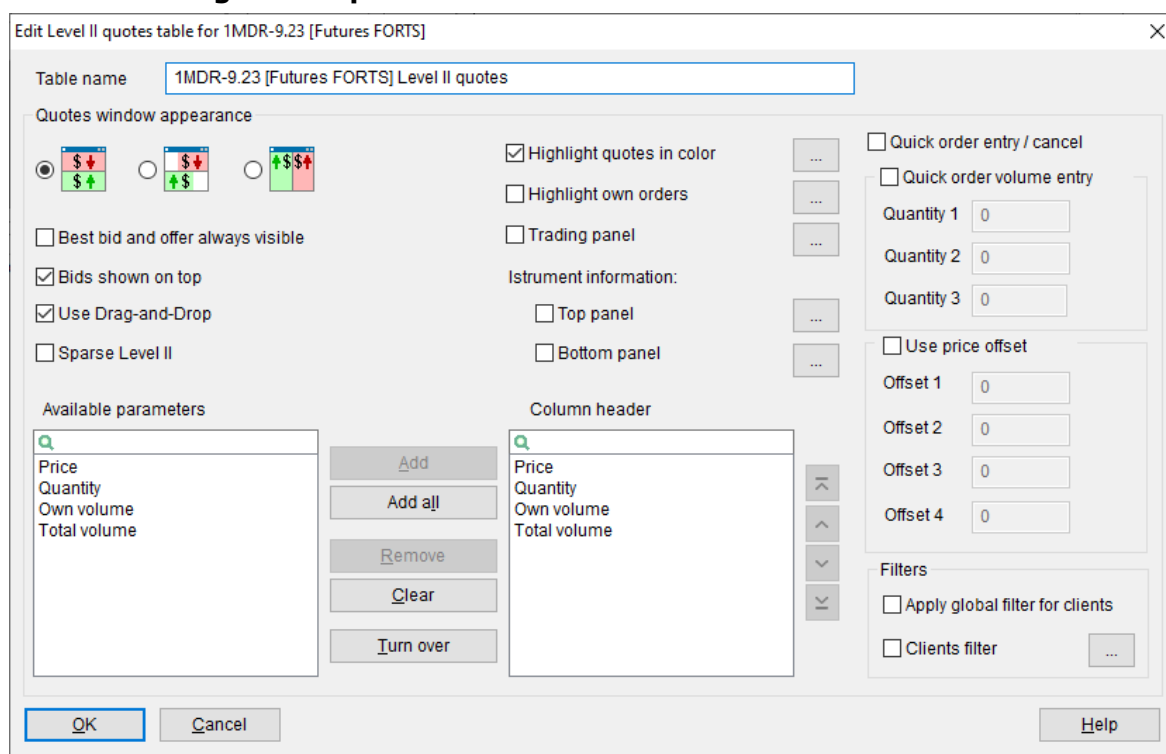 Edit Level II quotes table for 1MDR-9.23 [Futures FORTS]
Table name
1MDR-9.23 [Futures FORTS] Level II quotes
Quotes window appearance
$
$
$
$
$$
Best bid and offer always visible
Bids shown on top
Use Drag-and-Drop
Sparse Level II
Highlight quotes in color
...
Highlight own orders
...
Trading panel
...
Istrument information:
Top panel
...
Bottom panel
...
Quick order entry / cancel
Quick order volume entry
Quantity 1 0
Quantity 2 0
Quantity 3 0
Use price offset
Offset 1 0
Offset 2 0
Offset 3 0
Offset 4 0
Filters
Apply global filter for clients
Clients filter
...
Available parameters
Price
Quantity
Own volume
Total volume
Add
Add all
Remove
Clear
Turn over
Column header
Price
Quantity
Own volume
Total volume
OK
Cancel
Help